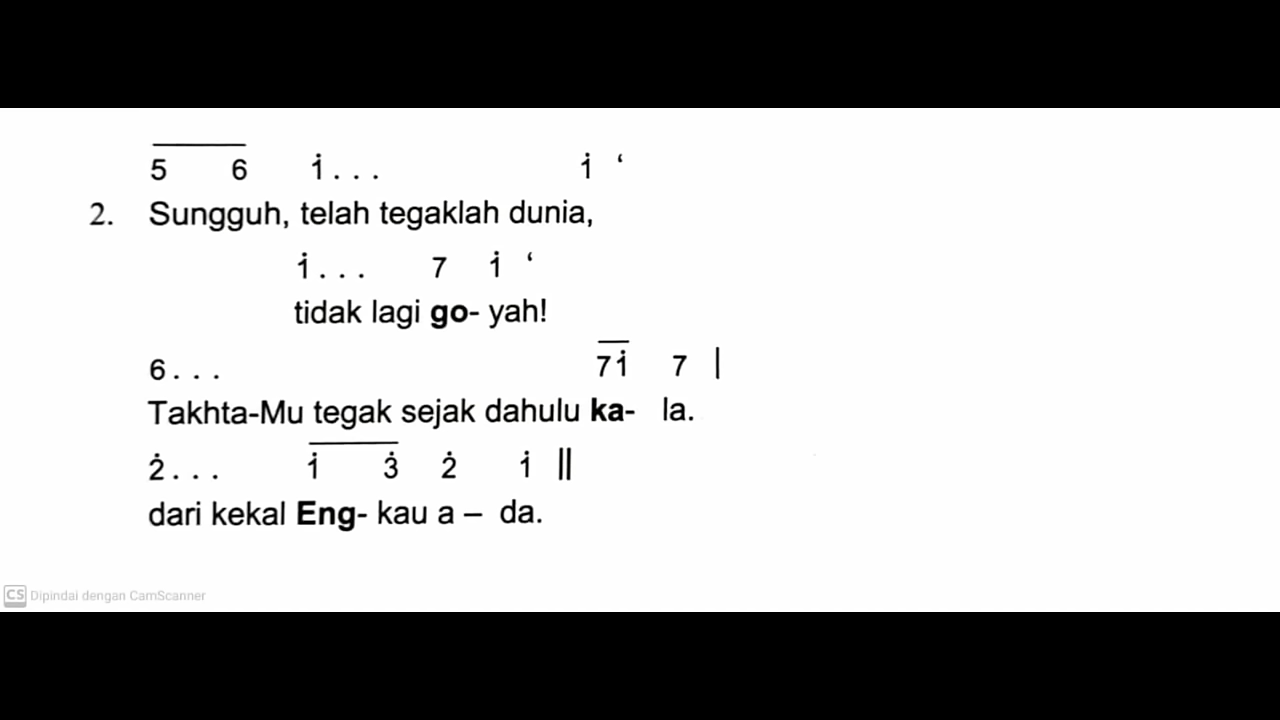 5 6 i̇ . . . i̇ ‘
2. Sungguh, telah tegaklah dunia,
i̇ . . . 7 i̇ ‘
tidak lagi go- yah!
6 . . . 7i̇ 7 |
Takhta-Mu tegak sejak dahulu ka- la.
2̇ . . . i̇ 3̇ 2̇ i̇ ||
dari kekal Eng- kau a – da.
CS Dipindai dengan CamScanner